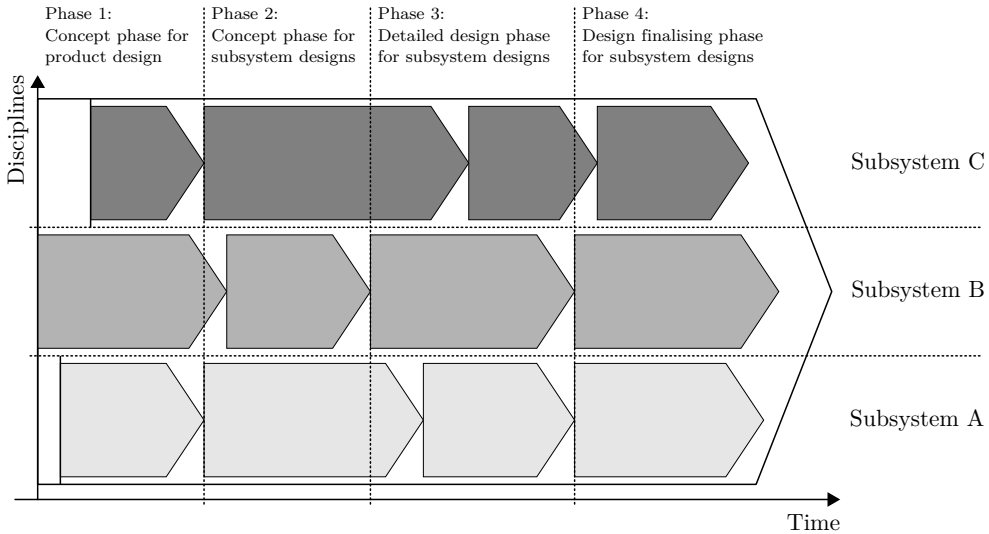 Phase 1:
Concept phase for
product design
Phase 2:
Concept phase for
subsystem designs
Phase 3:
Detailed design phase
for subsystem designs
Phase 4:
Design finalising phase
for subsystem designs
Disciplines
Subsystem C
Subsystem B
Subsystem A
Time